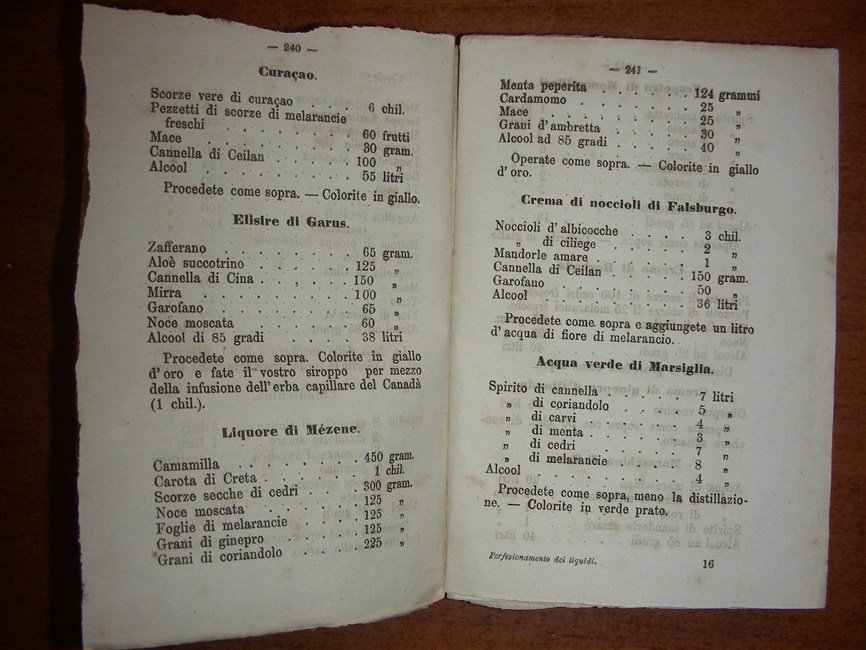 — 240 —
Curaçao.
Scorze vere di curaçao . . . 6 chil.
Pezzetti di scorze di melarancie
freschi . . . . . . . 60 frutti
Mace . . . . . . . . 30 gram.
Cannella di Ceilan . . . . . 100 „
Alcool . . . . . . . . 55 litri
Procedete come sopra. — Colorite in giallo.
Elisire di Garus.
Zafferano . . . . . . . 65 gram.
Aloè succotrino . . . . . 125 „
Cannella di Cina . . . . . 150 „
Mirra . . . . . . . . 100 „
Garofano . . . . . . . 65 „
Noce moscata . . . . . . 60 „
Alcool di 85 gradi . . . . . 38 litri
Procedete come sopra. Colorite in giallo
d'oro e fate il vostro siroppo per mezzo
della infusione dell'erba capillare del Canadà
(1 chil.).
Liquore di Mézene.
Camamilla . . . . . . . 450 gram.
Carota di Creta . . . . . 1 chil.
Scorze secche di cedri . . . . 300 gram.
Noce moscata . . . . . . 125 „
Foglie di melarancie . . . . 125 „
Grani di ginepro . . . . . 125 „
Grani di coriandolo . . . . 225 „
— 241 —
Menta peperita . . . . . 124 grammi
Cardamomo . . . . . . 25 „
Mace . . . . . . . . 25 „
Grani d'ambretta . . . . . 30 „
Alcool ad 85 gradi . . . . . 40 „
Operate come sopra. — Colorite in giallo
d'oro.
Crema di noccioli di Falsburgo.
Noccioli d'albicocche . . . . 3 chil.
„ di ciliege . . . . . 2 „
Mandorle amare . . . . . 1 „
Cannella di Ceilan . . . . . 150 gram.
Garofano . . . . . . . 50 „
Alcool . . . . . . . . 36 litri
Procedete come sopra e aggiungete un litro
d'acqua di fiore di melarancio.
Acqua verde di Marsiglia.
Spirito di cannella . . . . . 7 litri
„ di coriandolo . . . . 5 „
„ di carvi . . . . . 4 „
„ di menta . . . . . 3 „
„ di cedri . . . . . 7 „
„ di melarancie . . . . 8 „
Alcool . . . . . . . . 4 „
Procedete come sopra, meno la distillazio-
ne. — Colorite in verde prato.
Perfesionamento dei liquidi. 16